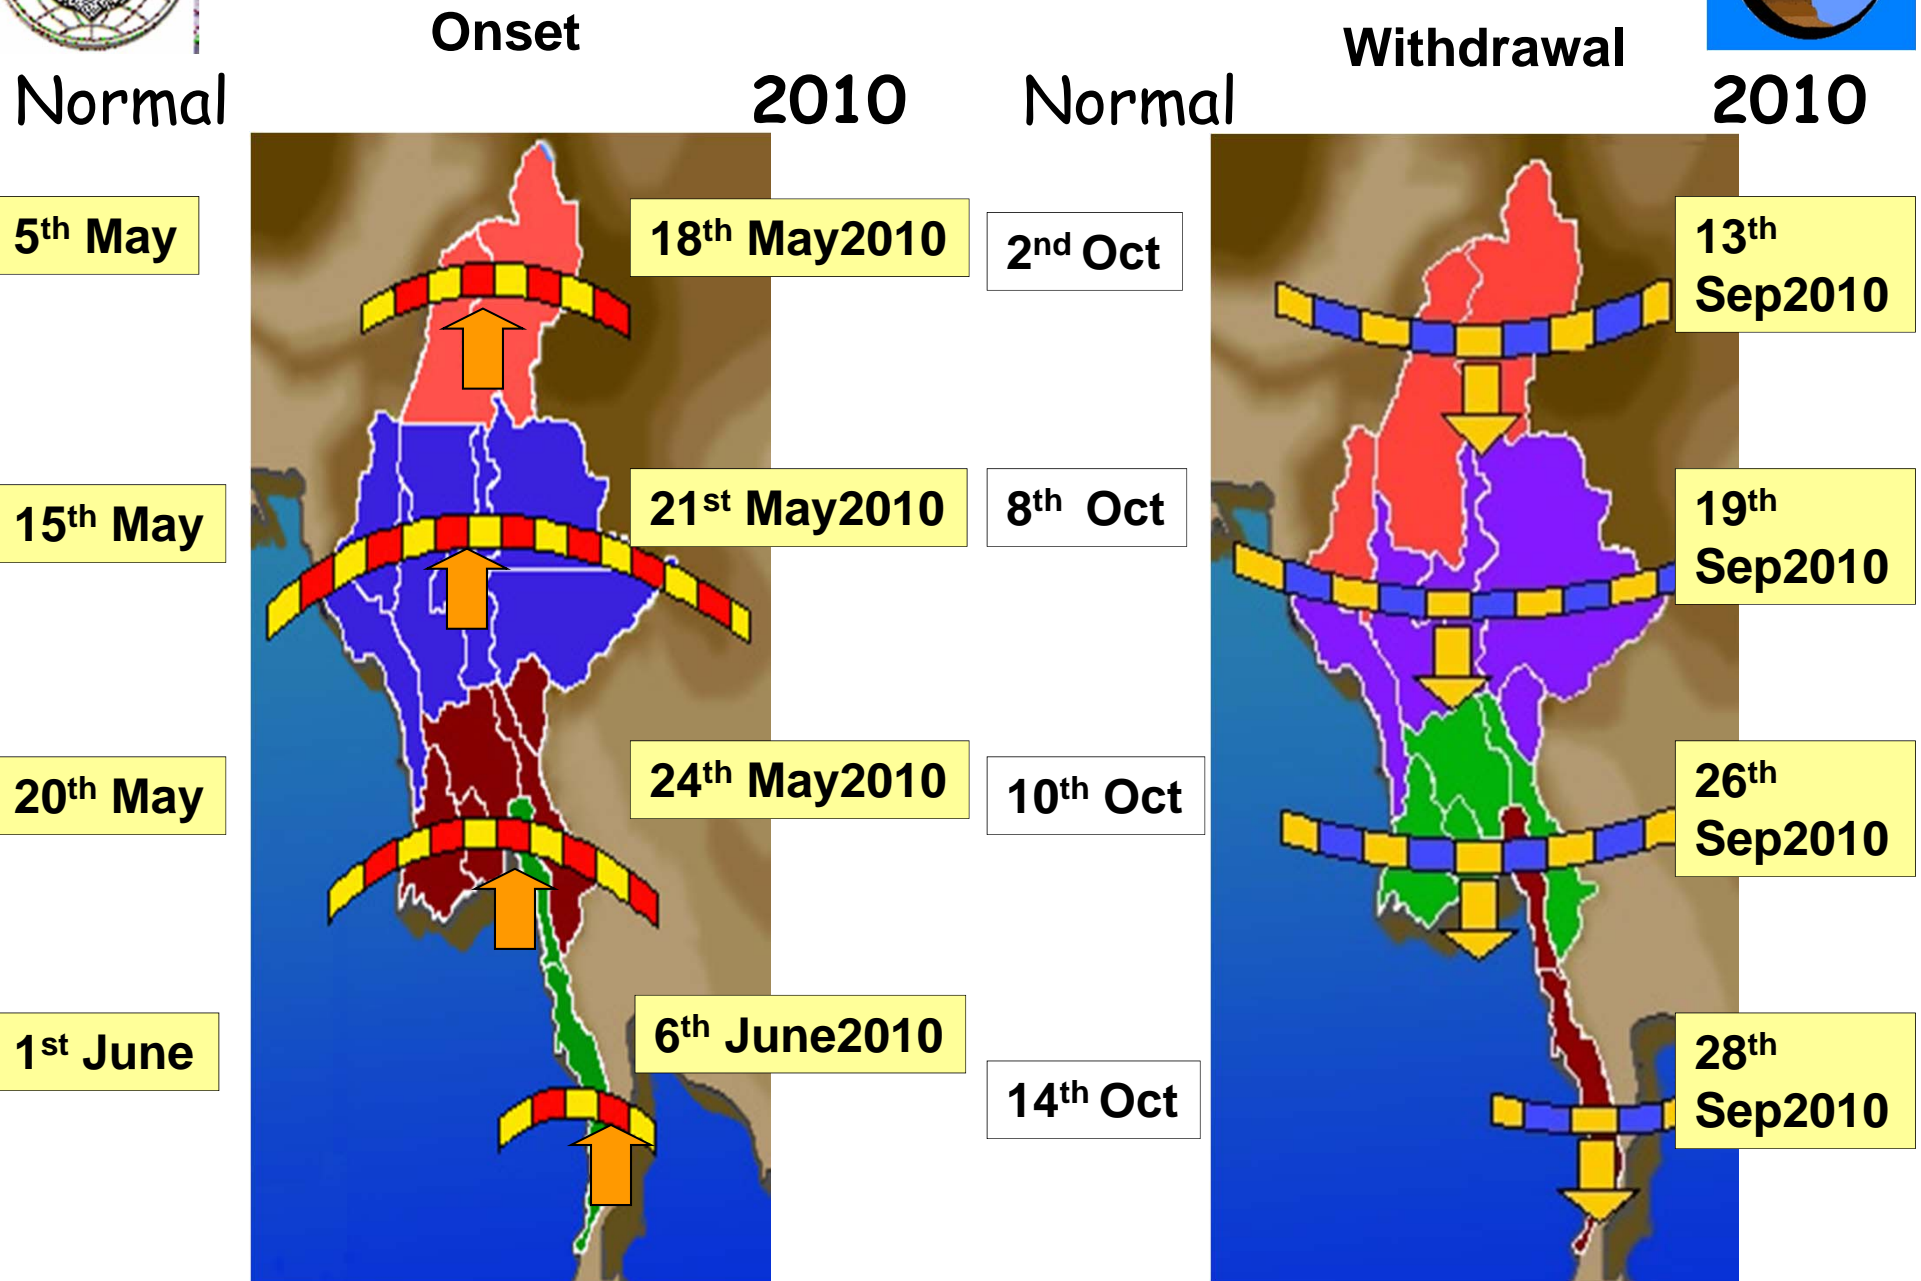 Onset
Withdrawal
Normal
2010
Normal
2010
5th May
18th May2010
2nd Oct
13th
Sep2010
15th May
21st May2010
8th Oct
19th
Sep2010
20th May
24th May2010
10th Oct
26th
Sep2010
1st June
6th June2010
14th Oct
28th
Sep2010